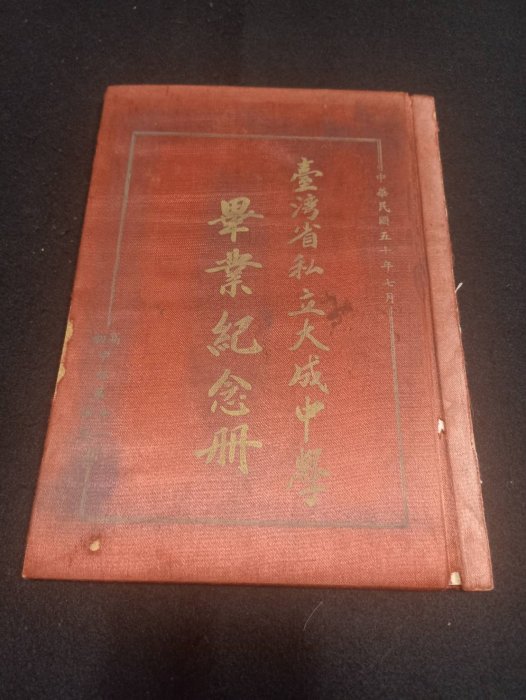 中華民國五十年七月
臺灣省私立大成中學
畢業紀念册